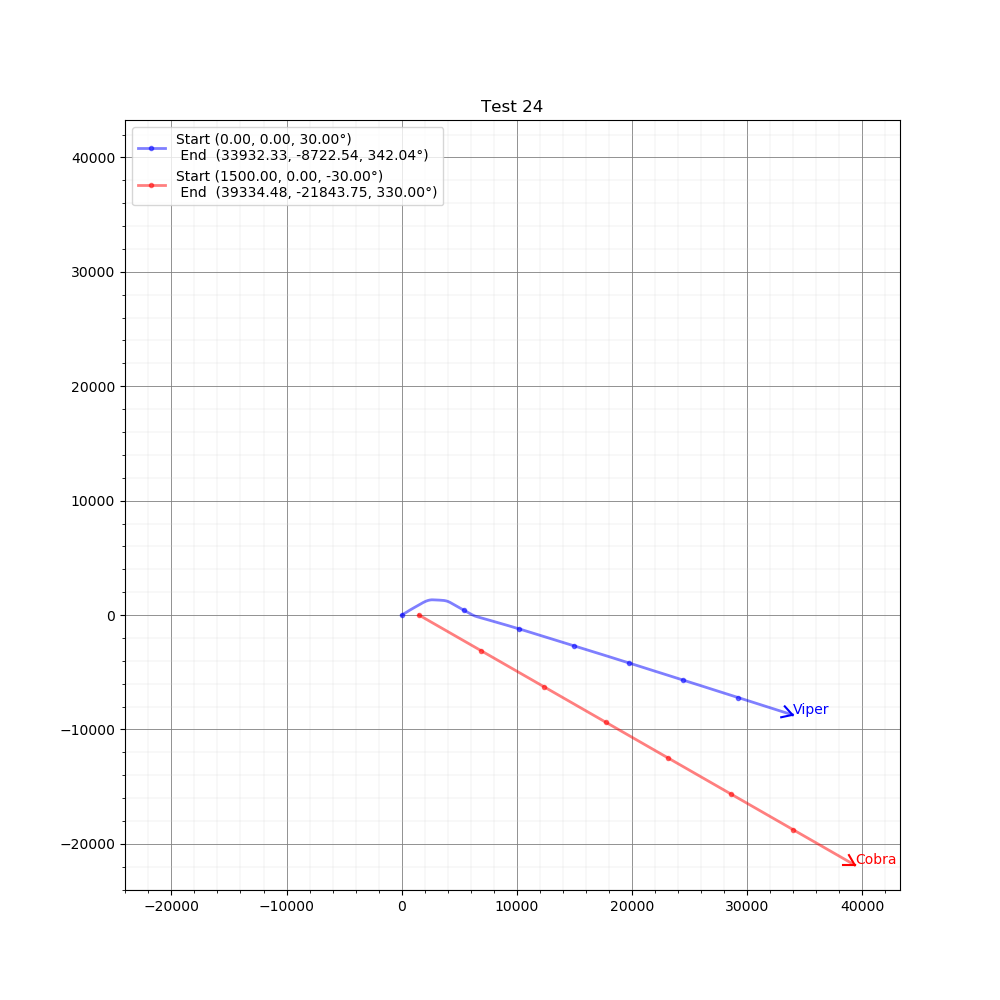 Test 24
Start (0.00, 0.00, 30.00°)
End  (33932.33, -8722.54, 342.04°)
Start (1500.00, 0.00, -30.00°)
End  (39334.48, -21843.75, 330.00°)
40000
30000
20000
10000
0
−10000
−20000
Viper
Cobra
−20000 −10000 0 10000 20000 30000 40000